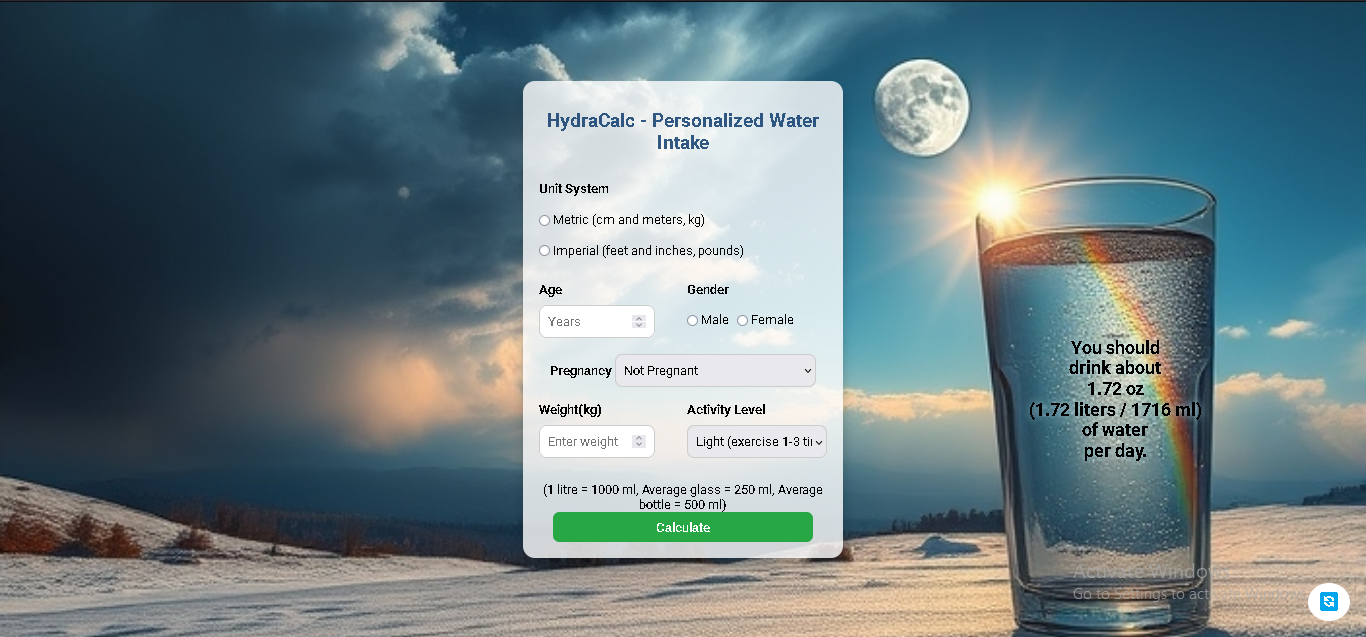 HydraCalc - Personalized Water
Intake
Unit System
Metric (cm and meters, kg)
Imperial (feet and inches, pounds)
Age
Gender
Years
Male
Female
Pregnancy
Not Pregnant
Weight(kg)
Activity Level
Enter weight
Light (exercise 1-3 ti
(1 litre = 1000 ml, Average glass = 250 ml, Average
bottle = 500 ml)
Calculate
You should
drink about
1.72 oz
(1.72 liters / 1716 ml)
of water
per day.
Activate Windows
Go to Settings to act